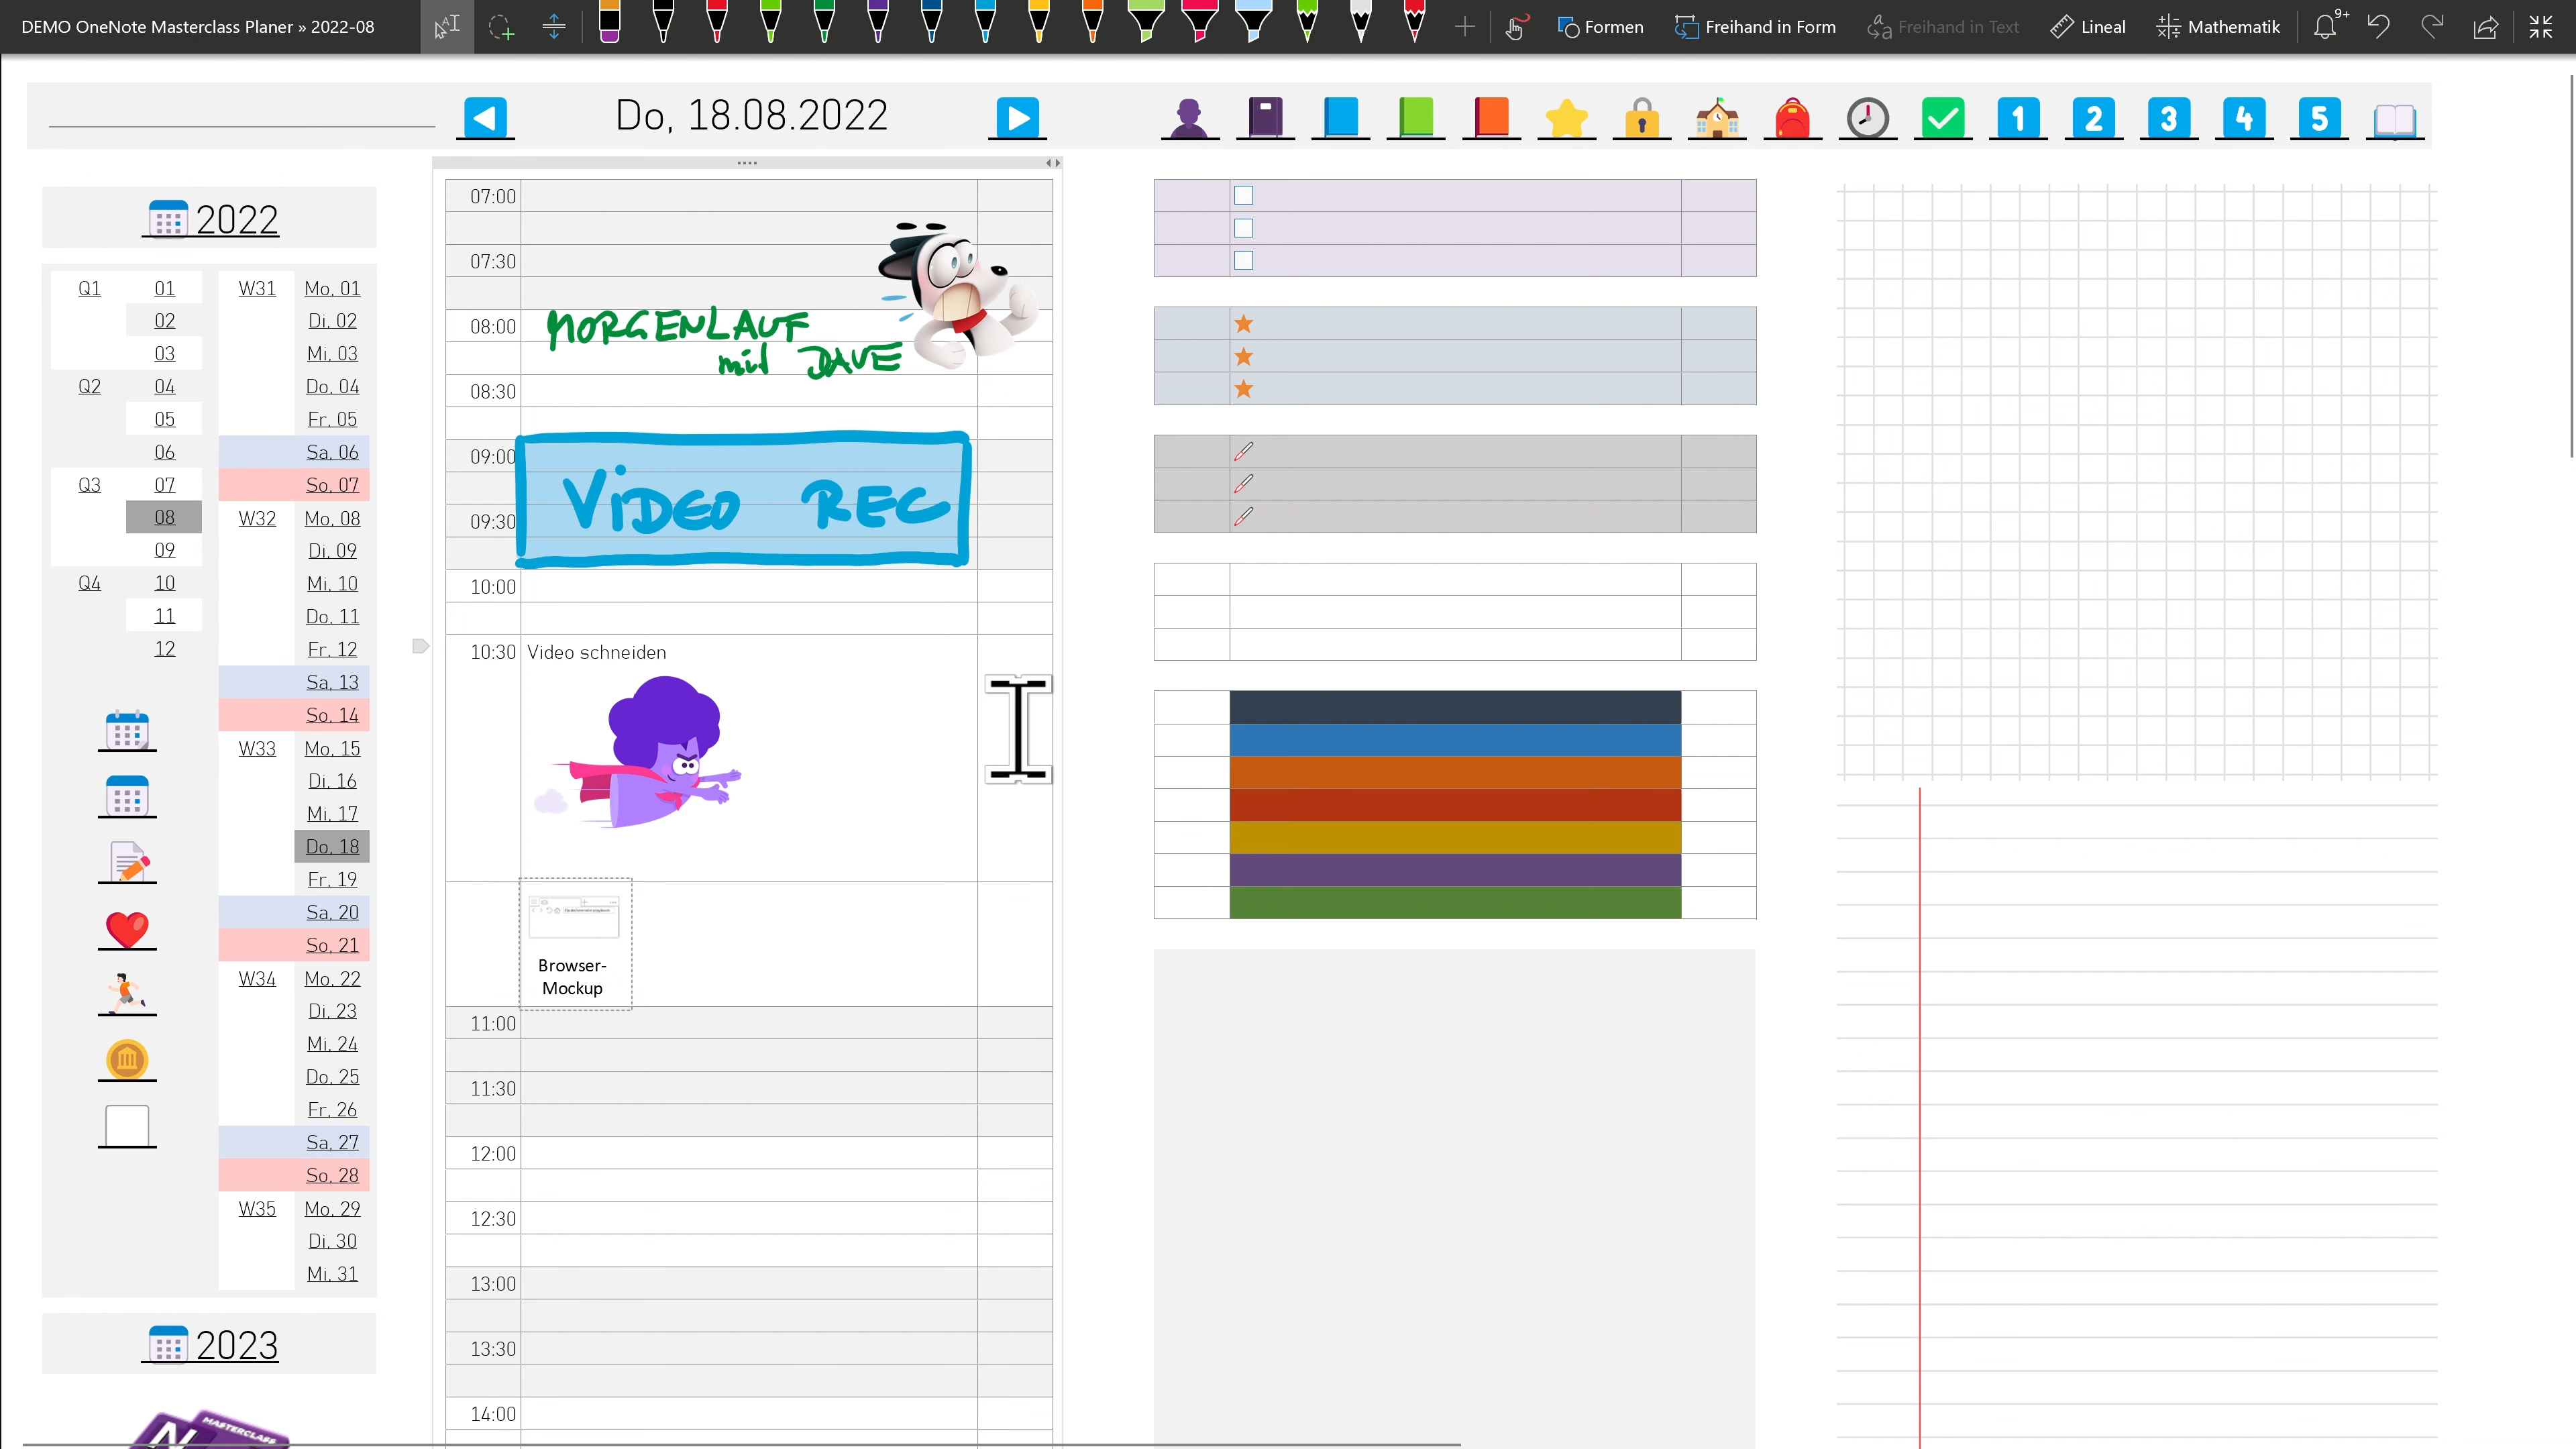 DEMO OneNote Masterclass Planer » 2022-08
Formen
Freihand in Form
Freihand in Text
Lineal
Mathematik
9+
Do, 18.08.2022
1 2 3 4 5
2022
Q1 01
02
03
Q2 04
05
06
Q3 07
08
09
Q4 10
11
12
W31 Mo, 01
Di, 02
Mi, 03
Do, 04
Fr, 05
Sa, 06
So, 07
W32 Mo, 08
Di, 09
Mi, 10
Do, 11
Fr, 12
Sa, 13
So, 14
W33 Mo, 15
Di, 16
Mi, 17
Do, 18
Fr, 19
Sa, 20
So, 21
W34 Mo, 22
Di, 23
Mi, 24
Do, 25
Fr, 26
Sa, 27
So, 28
W35 Mo, 29
Di, 30
Mi, 31
2023
N MASTERCLASS
07:00
07:30
08:00 MORGENLAUF
mit DAVE
08:30
09:00
VIDEO REC
09:30
10:00
10:30 Video schneiden
Browser-
Mockup
11:00
11:30
12:00
12:30
13:00
13:30
14:00